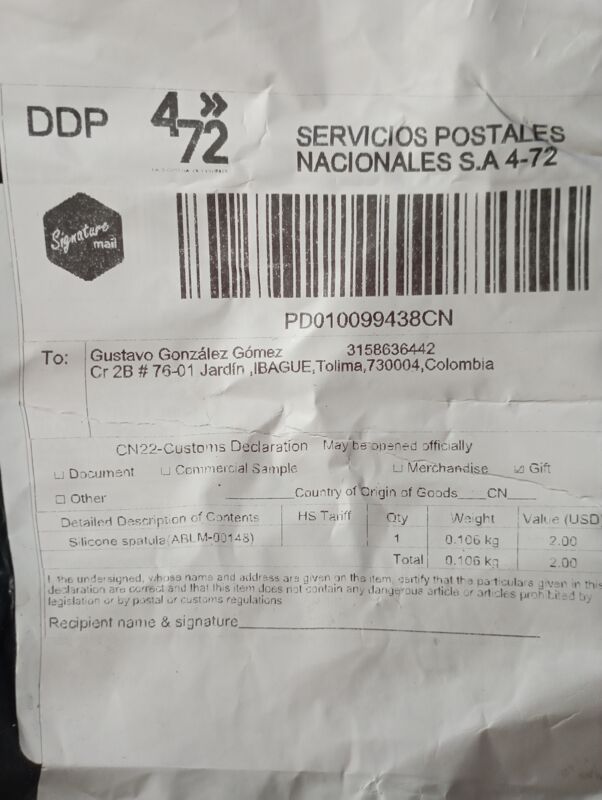 DDP
4-72
SERVICIOS POSTALES
NACIONALES S.A 4-72
Signature
mail
PD010099438CN
To: Gustavo González Gómez 3158636442
Cr 2B # 76-01 Jardín ,IBAGUE,Tolima,730004,Colombia
CN22-Customs Declaration May be opened officially
Document Commercial Sample Merchandise Gift
Other Country of Origin of Goods CN
Detailed Description of Contents HS Tariff Qty Weight Value (USD
Silicone spatula(ABLM-00148) 1 0.106 kg 2.00
Total 0.106 kg 2.00
I, the undersigned, whose name and address are given on the item, certify that the particulars given in this
declaration are correct and that this item does not contain any dangerous article or articles prohibited by
legislation or by postal or customs regulations
Recipient name & signature